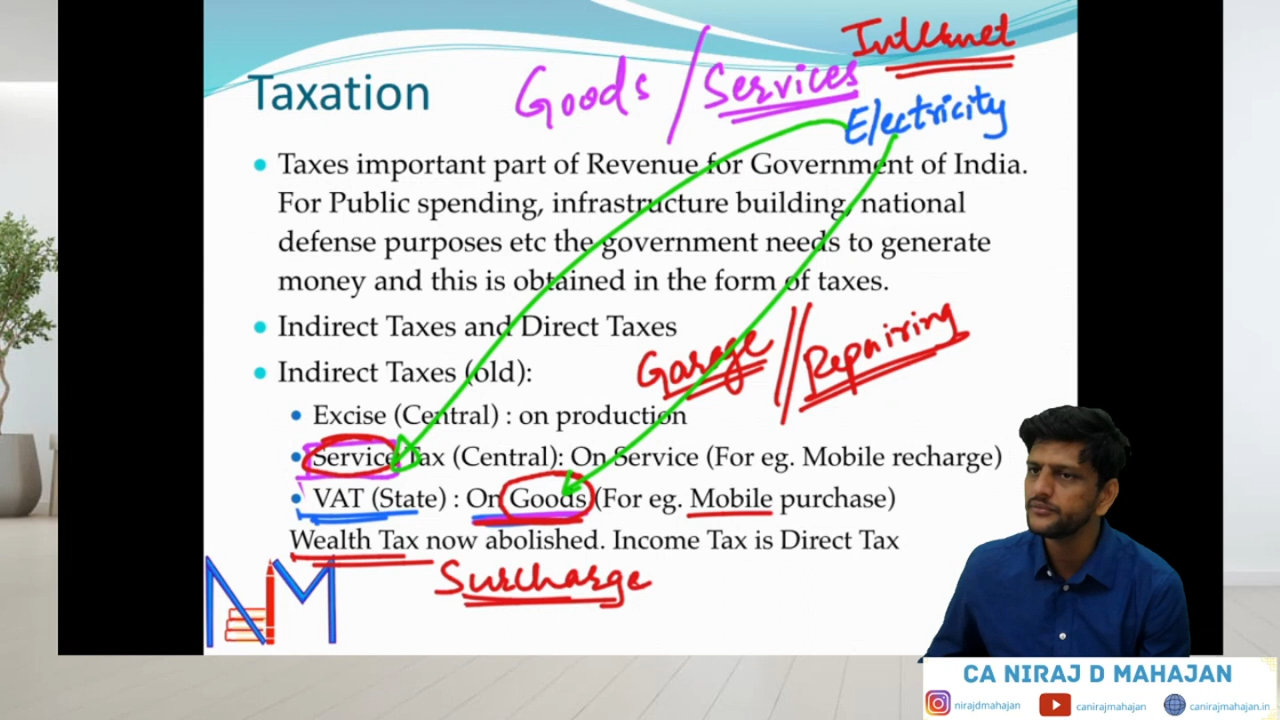 Internet
Taxation Goods / Services
Electricity
Taxes important part of Revenue for Government of India.
For Public spending, infrastructure building, national
defense purposes etc the government needs to generate
money and this is obtained in the form of taxes.
Indirect Taxes and Direct Taxes
Indirect Taxes (old):
Garage // Repairing
Excise (Central) : on production
Service Tax (Central): On Service (For eg. Mobile recharge)
VAT (State) : On Goods (For eg. Mobile purchase)
Wealth Tax now abolished. Income Tax is Direct Tax
Surcharge
NM
CA NIRAJ D MAHAJAN
nirajdmahajan canirajmahajan canirajmahajan.in